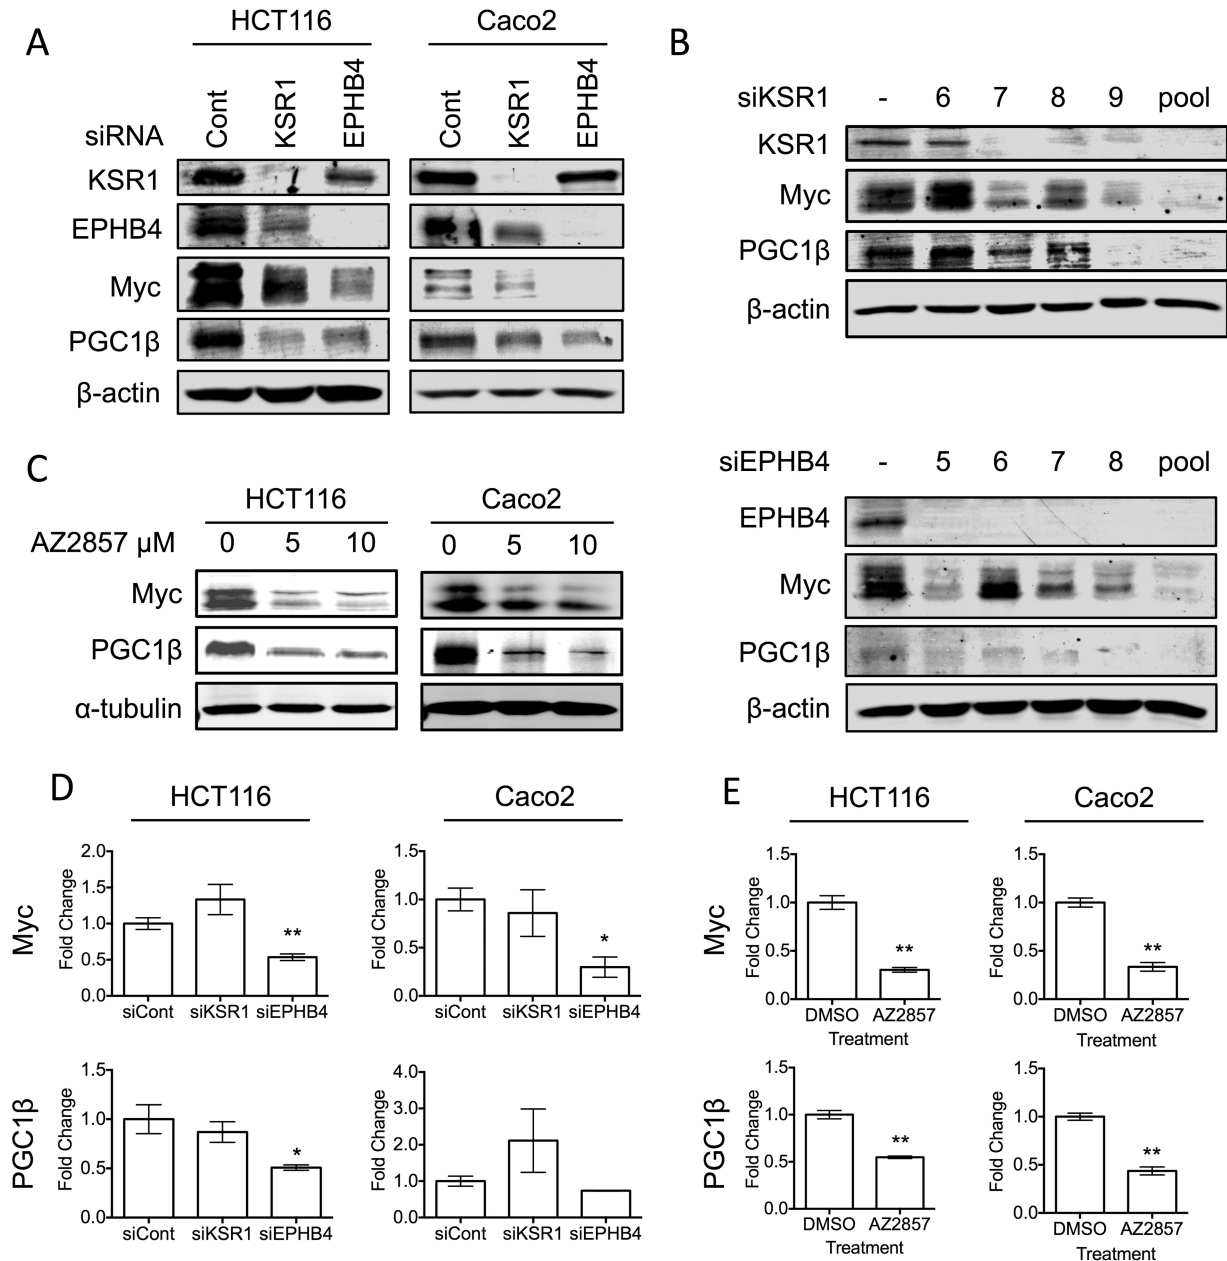 A
HCT116
Caco2
siRNA
Cont
KSR1
EPHB4
Cont
KSR1
EPHB4
KSR1
EPHB4
Myc
PGC1β
β-actin
B
siKSR1 - 6 7 8 9 pool
KSR1
Myc
PGC1β
β-actin
siEPHB4 - 5 6 7 8 pool
EPHB4
Myc
PGC1β
β-actin
C
HCT116
Caco2
AZ2857 µM 0 5 10 0 5 10
Myc
PGC1β
α-tubulin
D
HCT116
Caco2
Myc
Fold Change
2.0
1.5
1.0
0.5
0.0
**
siCont siKSR1 siEPHB4
Fold Change
1.5
1.0
0.5
0.0
*
siCont siKSR1 siEPHB4
PGC1β
Fold Change
1.5
1.0
0.5
0.0
*
siCont siKSR1 siEPHB4
Fold Change
4.0
3.0
2.0
1.0
0.0
siCont siKSR1 siEPHB4
E
HCT116
Caco2
Myc
Fold Change
1.5
1.0
0.5
0.0
**
DMSO AZ2857
Treatment
Fold Change
1.5
1.0
0.5
0.0
**
DMSO AZ2857
Treatment
PGC1β
Fold Change
1.5
1.0
0.5
0.0
**
DMSO AZ2857
Treatment
Fold Change
1.5
1.0
0.5
0.0
**
DMSO AZ2857
Treatment